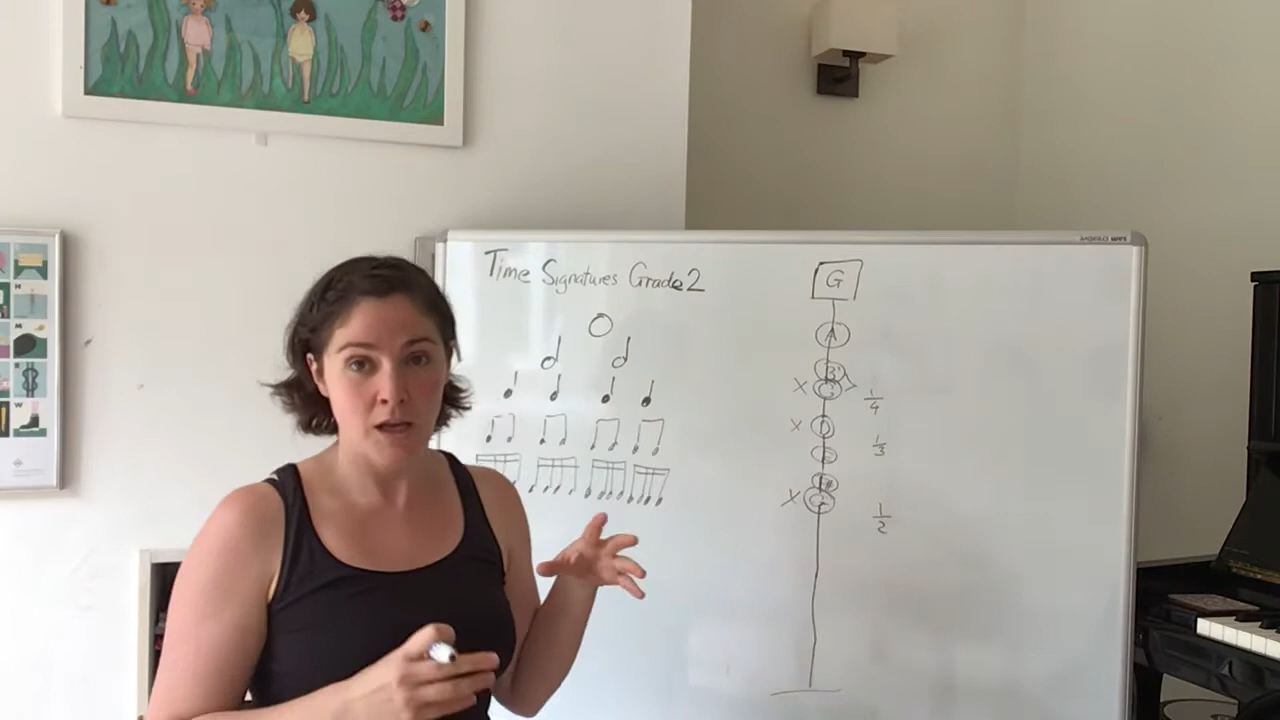 Time Signatures Grade 2
G
A
B
X C
1/4
X D
1/3
E
F#
X G
1/2
M
W